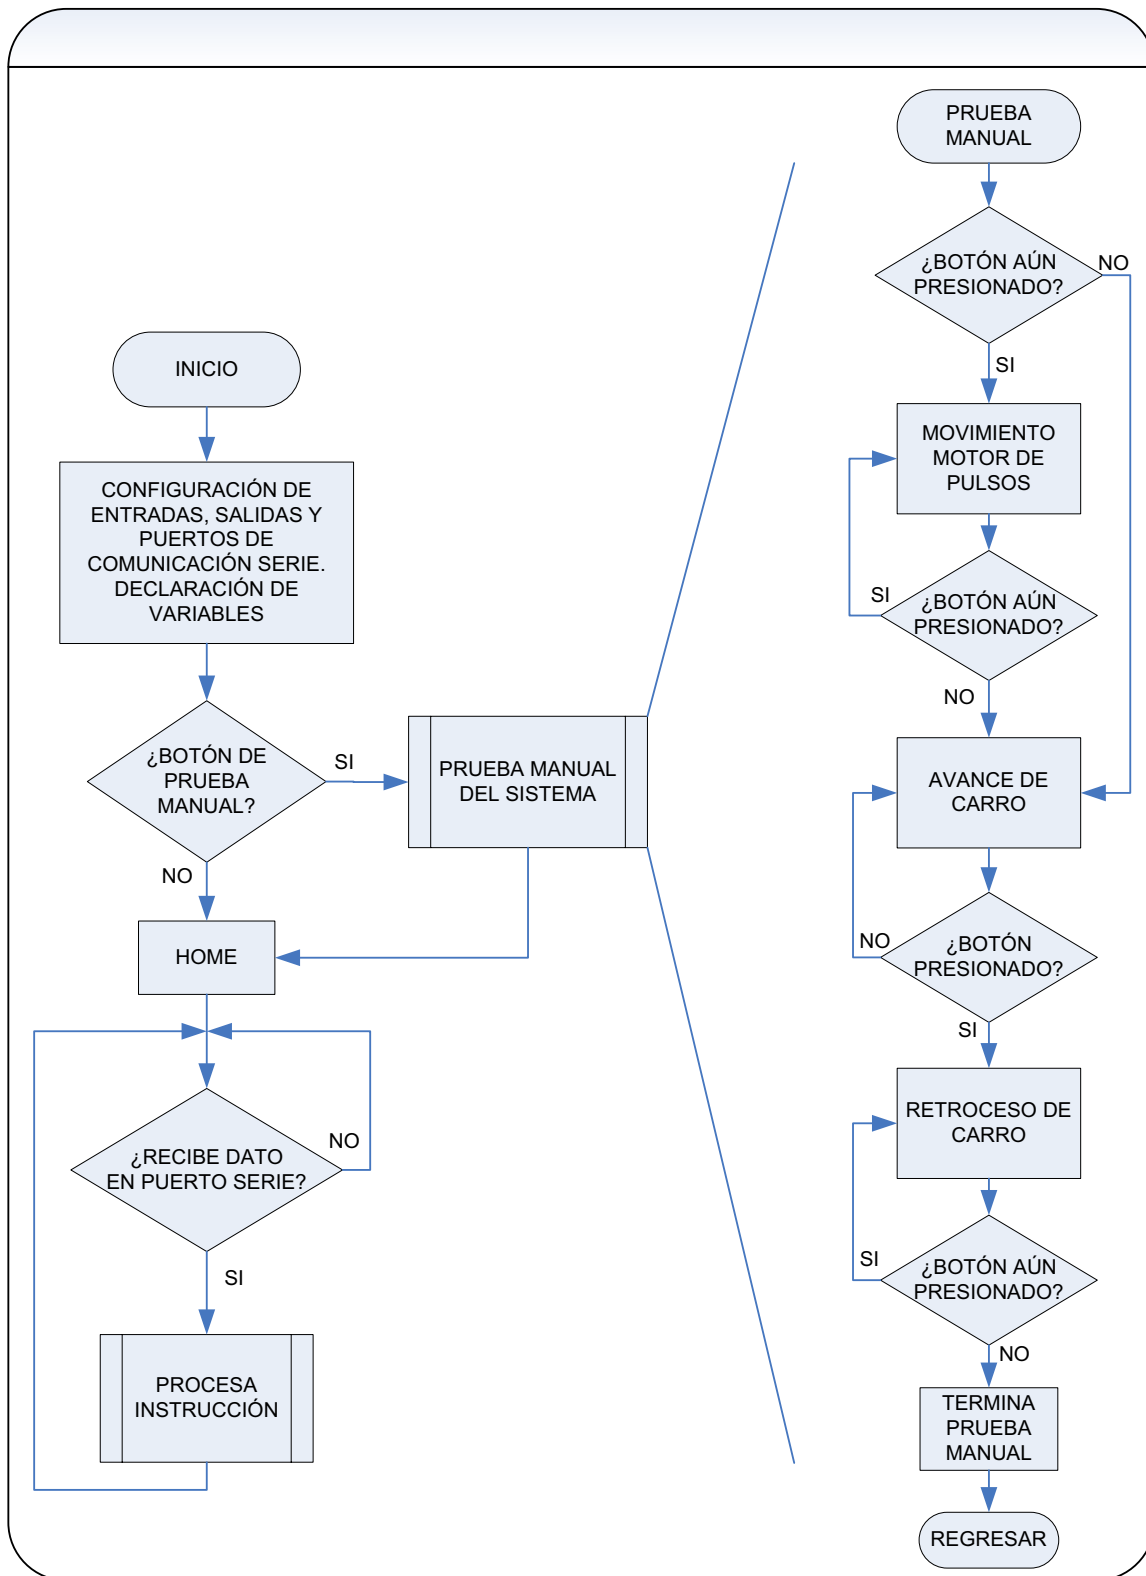 INICIO
CONFIGURACIÓN DE
ENTRADAS, SALIDAS Y
PUERTOS DE
COMUNICACIÓN SERIE.
DECLARACIÓN DE
VARIABLES
¿BOTÓN DE
PRUEBA
MANUAL?
SI
NO
PRUEBA MANUAL
DEL SISTEMA
HOME
¿RECIBE DATO
EN PUERTO SERIE?
NO
SI
PROCESA
INSTRUCCIÓN
PRUEBA
MANUAL
¿BOTÓN AÚN
PRESIONADO?
NO
SI
MOVIMIENTO
MOTOR DE
PULSOS
¿BOTÓN AÚN
PRESIONADO?
SI
NO
AVANCE DE
CARRO
¿BOTÓN
PRESIONADO?
NO
SI
RETROCESO DE
CARRO
¿BOTÓN AÚN
PRESIONADO?
SI
NO
TERMINA
PRUEBA
MANUAL
REGRESAR